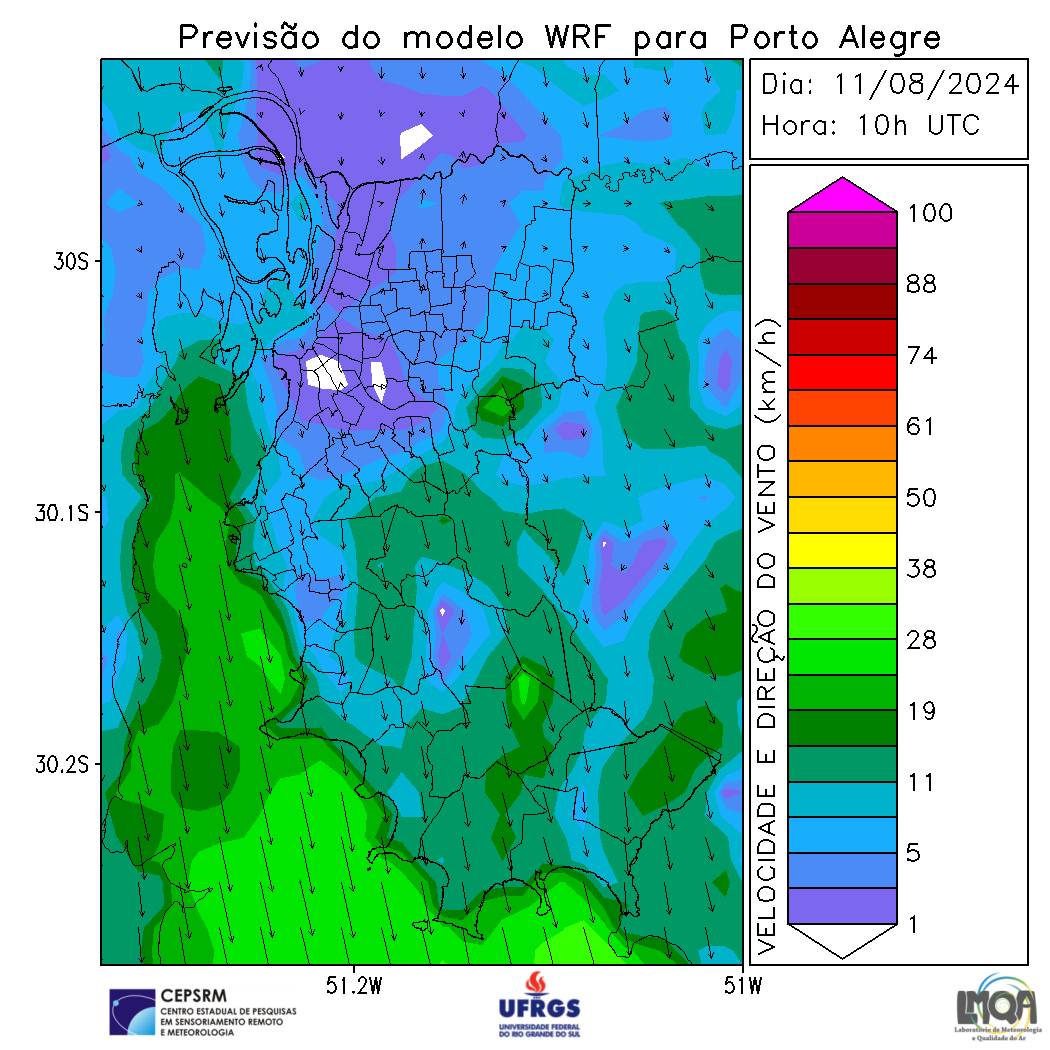 Previsão do modelo WRF para Porto Alegre
Dia: 11/08/2024
Hora: 10h UTC
30S
30.1S
30.2S
51.2W
51W
VELOCIDADE E DIREÇÃO DO VENTO (km/h)
100
88
74
61
50
38
28
19
11
5
1
CEPSRM
CENTRO ESTADUAL DE PESQUISAS
EM SENSORIAMENTO REMOTO
E METEOROLOGIA
UFRGS
UNIVERSIDADE FEDERAL
DO RIO GRANDE DO SUL
LMQA
Laboratório de Meteorologia
e Qualidade do Ar